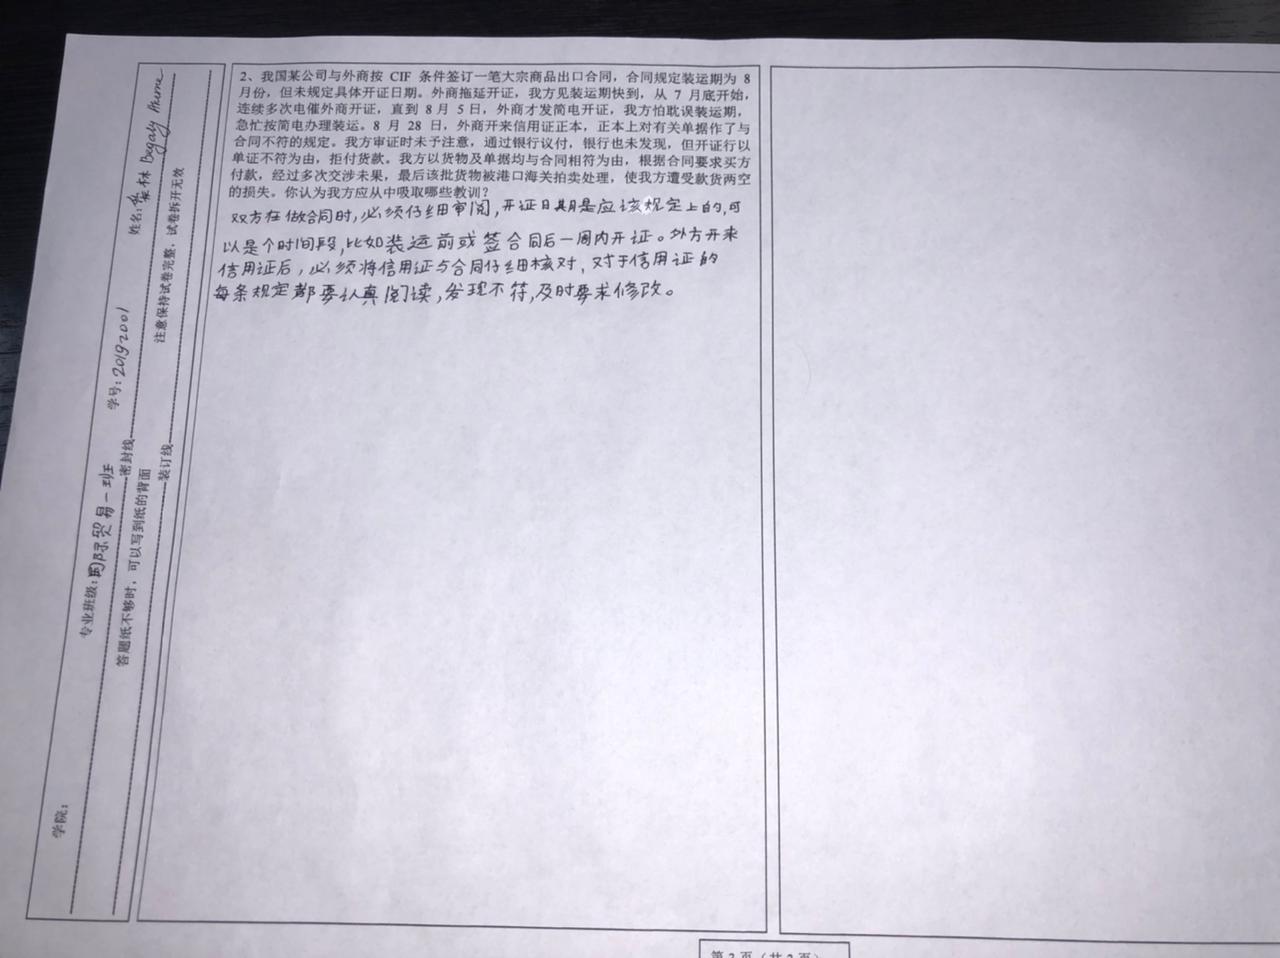 2、我国某公司与外商按 CIF 条件签订一笔大宗商品出口合同，合同规定装运期为 8
月份，但未规定具体开证日期。外商拖延开证，我方见装运期快到，从 7 月底开始，
连续多次电催外商开证，直到 8 月 5 日，外商才发简电开证，我方怕耽误装运期，
急忙按简电办理装运。8 月 28 日，外商开来信用证正本，正本上对有关单据作了与
合同不符的规定。我方审证时未予注意，通过银行议付，银行也未发现，但开证行以
单证不符为由，拒付货款。我方以货物及单据均与合同相符为由，根据合同要求买方
付款，经过多次交涉未果，最后该批货物被港口海关拍卖处理，使我方遭受款货两空
的损失。你认为我方应从中吸取哪些教训？
双方在做合同时，必须仔细审阅，开证日期是应该规定上的，可
以是个时间段，比如装运前或签合同后一周内开证。外方开来
信用证后，必须将信用证与合同仔细核对，对于信用证的
每条规定都要认真阅读，发现不符，及时要求修改。
学院：
专业班级：国际贸易一班
学号：20192001
姓名：森林
密封线
答题纸不够时，可以写到纸的背面
装订线
注意保持试卷完整，试卷拆开无效